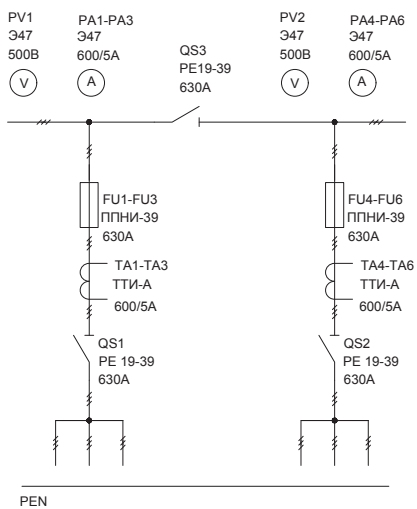 PV1
Э47
500В
V
PA1-PA3
Э47
600/5А
A
QS3
РЕ19-39
630А
PV2
Э47
500В
V
PA4-PA6
Э47
600/5А
A
FU1-FU3
ППНИ-39
630А
TA1-TA3
ТТИ-А
600/5А
QS1
РЕ 19-39
630А
FU4-FU6
ППНИ-39
630А
TA4-TA6
ТТИ-А
600/5А
QS2
РЕ 19-39
630А
PEN